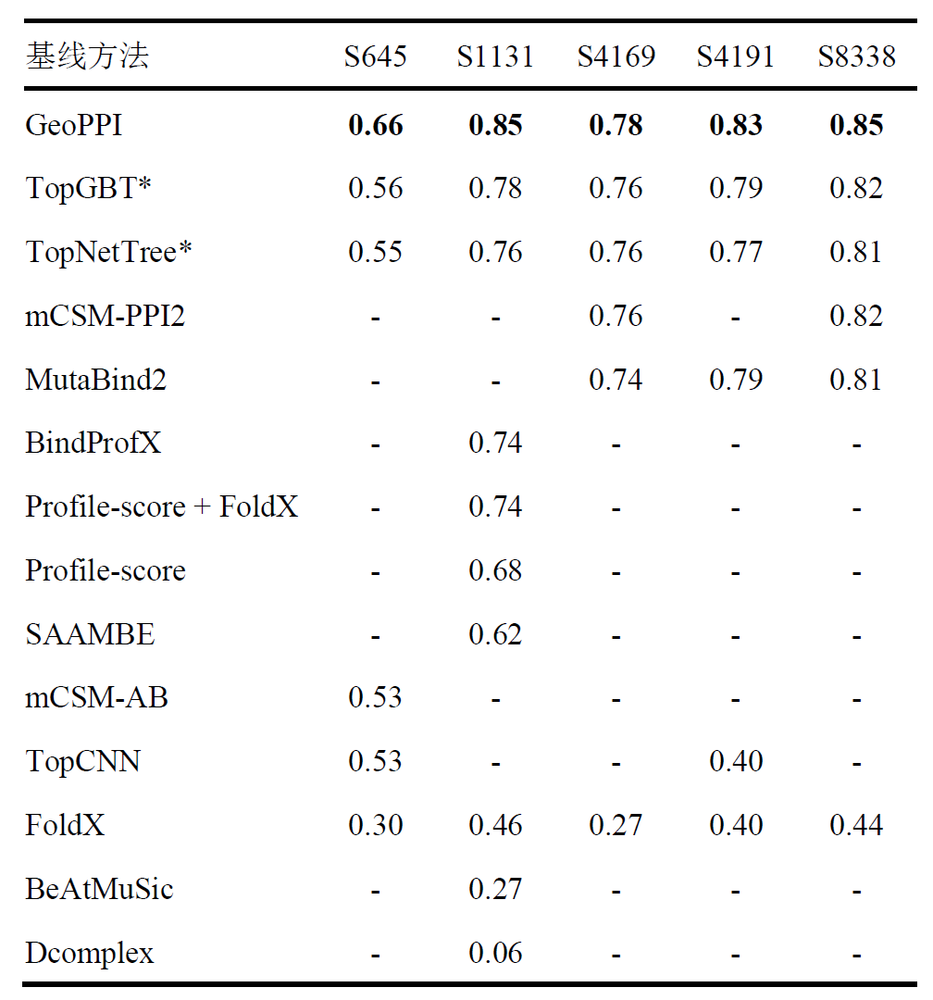 基线方法 S645 S1131 S4169 S4191 S8338
GeoPPI 0.66 0.85 0.78 0.83 0.85
TopGBT* 0.56 0.78 0.76 0.79 0.82
TopNetTree* 0.55 0.76 0.76 0.77 0.81
mCSM-PPI2 - - 0.76 - 0.82
MutaBind2 - - 0.74 0.79 0.81
BindProfX - 0.74 - - -
Profile-score + FoldX - 0.74 - - -
Profile-score - 0.68 - - -
SAAMBE - 0.62 - - -
mCSM-AB 0.53 - - - -
TopCNN 0.53 - - 0.40 -
FoldX 0.30 0.46 0.27 0.40 0.44
BeAtMuSic - 0.27 - - -
Dcomplex - 0.06 - - -